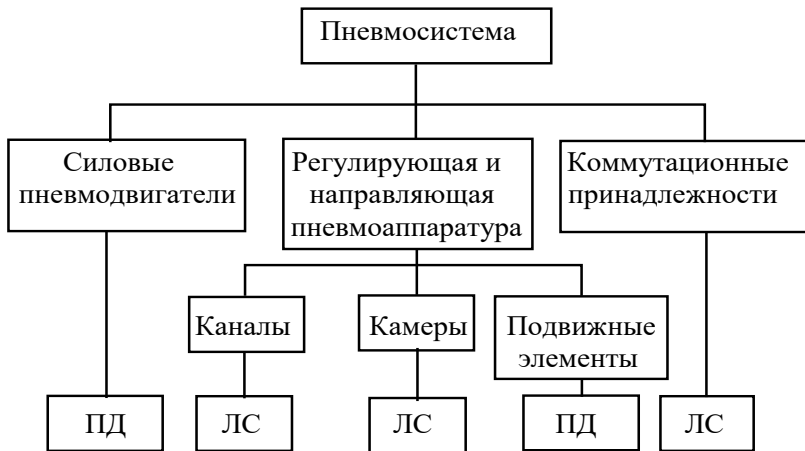 Пневмосистема
Силовые
пневмодвигатели
Регулирующая и
направляющая
пневмоаппаратура
Коммутационные
принадлежности
Каналы
Камеры
Подвижные
элементы
ПД
ЛС
ЛС
ПД
ЛС